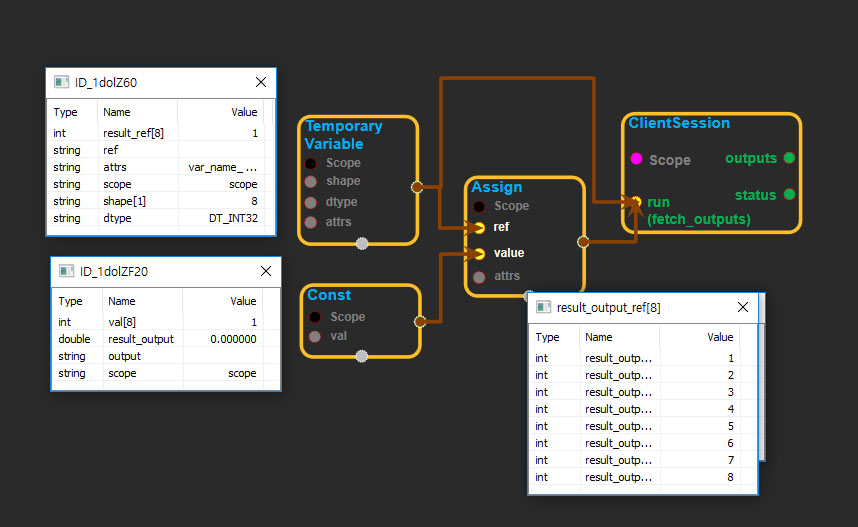 ID_1dolZ60
Type Name Value
int result_ref[8] 1
string ref
string attrs var_name_ ...
string scope scope
string shape[1] 8
string dtype DT_INT32
Temporary
Variable
Scope
shape
dtype
attrs
Assign
Scope
ref
value
attrs
ClientSession
Scope
outputs
status
run
(fetch_outputs)
ID_1dolZF20
Type Name Value
int val[8] 1
double result_output 0.000000
string output
string scope scope
Const
Scope
val
result_output_ref[8]
Type Name Value
int result_outp... 1
int result_outp... 2
int result_outp... 3
int result_outp... 4
int result_outp... 5
int result_outp... 6
int result_outp... 7
int result_outp... 8